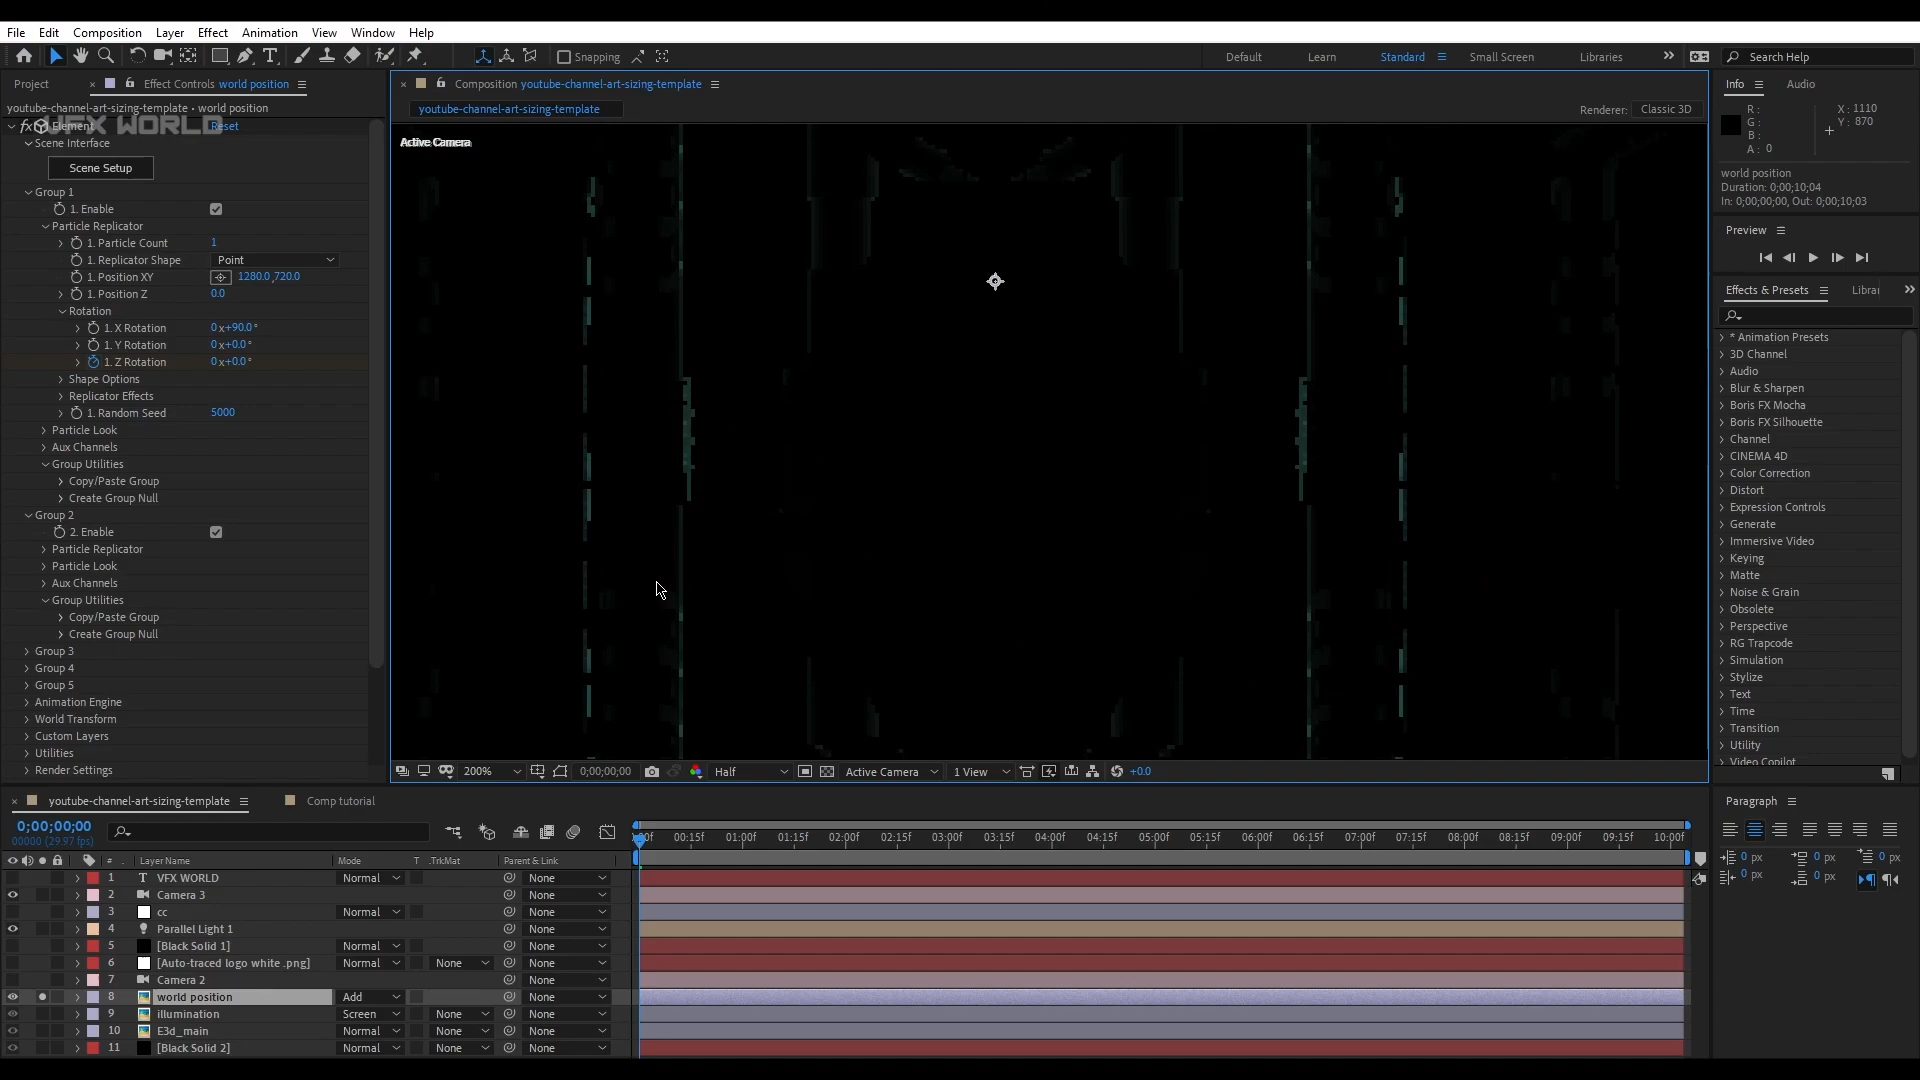 File Edit Composition Layer Effect Animation View Window Help
Snapping
Default Learn Standard Small Screen Libraries
Search Help
Project
Effect Controls world position
youtube-channel-art-sizing-template • world position
VFX WORLD
fx Element Reset
Scene Interface
Scene Setup
Group 1
1. Enable
Particle Replicator
1. Particle Count 1
1. Replicator Shape Point
1. Position XY 1280.0,720.0
1. Position Z 0.0
Rotation
1. X Rotation 0x+90.0°
1. Y Rotation 0x+0.0°
1. Z Rotation 0x+0.0°
Shape Options
Replicator Effects
1. Random Seed 5000
Particle Look
Aux Channels
Group Utilities
Copy/Paste Group
Create Group Null
Group 2
2. Enable
Particle Replicator
Particle Look
Aux Channels
Group Utilities
Copy/Paste Group
Create Group Null
Group 3
Group 4
Group 5
Animation Engine
World Transform
Custom Layers
Utilities
Render Settings
Composition youtube-channel-art-sizing-template
youtube-channel-art-sizing-template
Renderer: Classic 3D
Active Camera
200% 0;00;00;00 Half Active Camera 1 View +0.0
Info Audio
R :
G :
B :
A : 0
X : 1110
Y : 870
world position
Duration: 0;00;10;04
In: 0;00;00;00, Out: 0;00;10;03
Preview
Effects & Presets Librar
* Animation Presets
3D Channel
Audio
Blur & Sharpen
Boris FX Mocha
Boris FX Silhouette
Channel
CINEMA 4D
Color Correction
Distort
Expression Controls
Generate
Immersive Video
Keying
Matte
Noise & Grain
Obsolete
Perspective
RG Trapcode
Simulation
Stylize
Text
Time
Transition
Utility
Video Copilot
youtube-channel-art-sizing-template Comp tutorial
0;00;00;00
00000 (29.97 fps)
00:15f 01:00f 01:15f 02:00f 02:15f 03:00f 03:15f 04:00f 04:15f 05:00f 05:15f 06:00f 06:15f 07:00f 07:15f 08:00f 08:15f 09:00f 09:15f 10:00f
# Layer Name Mode T .TrkMat Parent & Link
1 T VFX WORLD Normal None
2 Camera 3 None
3 cc Normal None
4 Parallel Light 1 None
5 [Black Solid 1] Normal None
6 [Auto-traced logo white .png] Normal None None
7 Camera 2 None
8 world position Add None
9 illumination Screen None None
10 E3d_main Normal None None
11 [Black Solid 2] Normal None None
Paragraph
0 px 0 px 0 px
0 px 0 px